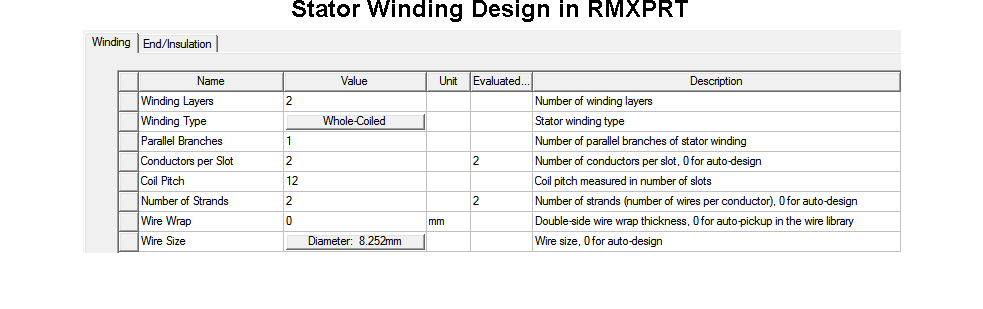 Stator Winding Design in RMXPRT
Winding End/Insulation
Name Value Unit Evaluated... Description
Winding Layers 2 Number of winding layers
Winding Type Whole-Coiled Stator winding type
Parallel Branches 1 Number of parallel branches of stator winding
Conductors per Slot 2 2 Number of conductors per slot, 0 for auto-design
Coil Pitch 12 Coil pitch measured in number of slots
Number of Strands 2 2 Number of strands (number of wires per conductor), 0 for auto-design
Wire Wrap 0 mm Double-side wire wrap thickness, 0 for auto-pickup in the wire library
Wire Size Diameter: 8.252mm Wire size, 0 for auto-design